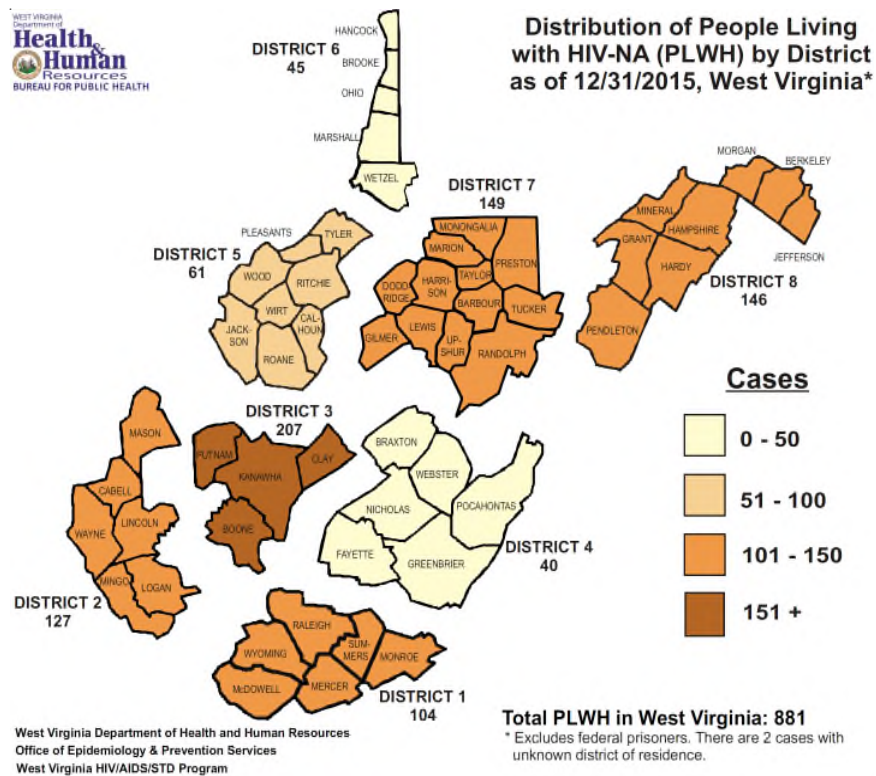 WEST VIRGINIA
Department of
Health &
Human
Resources
BUREAU FOR PUBLIC HEALTH
Distribution of People Living
with HIV-NA (PLWH) by District
as of 12/31/2015, West Virginia*
DISTRICT 6
45
HANCOCK
BROOKE
OHIO
MARSHALL
WETZEL
DISTRICT 5
61
PLEASANTS
TYLER
WOOD
RITCHIE
WIRT
CAL-
HOUN
JACK-
SON
ROANE
DISTRICT 7
149
MONONGALIA
MARION
PRESTON
TAYLOR
HARRI-
SON
DODD-
RIDGE
BARBOUR
TUCKER
GILMER
LEWIS
UP-
SHUR
RANDOLPH
MORGAN
BERKELEY
MINERAL
HAMPSHIRE
GRANT
JEFFERSON
HARDY
PENDLETON
DISTRICT 8
146
Cases
0 - 50
51 - 100
101 - 150
151 +
DISTRICT 3
207
PUTNAM
KANAWHA
CLAY
BOONE
MASON
CABELL
LINCOLN
WAYNE
MINGO
LOGAN
DISTRICT 2
127
BRAXTON
WEBSTER
POCAHONTAS
NICHOLAS
FAYETTE
GREENBRIER
DISTRICT 4
40
RALEIGH
WYOMING
SUM-
MERS
MONROE
McDOWELL
MERCER
DISTRICT 1
104
Total PLWH in West Virginia: 881
* Excludes federal prisoners. There are 2 cases with
unknown district of residence.
West Virginia Department of Health and Human Resources
Office of Epidemiology & Prevention Services
West Virginia HIV/AIDS/STD Program